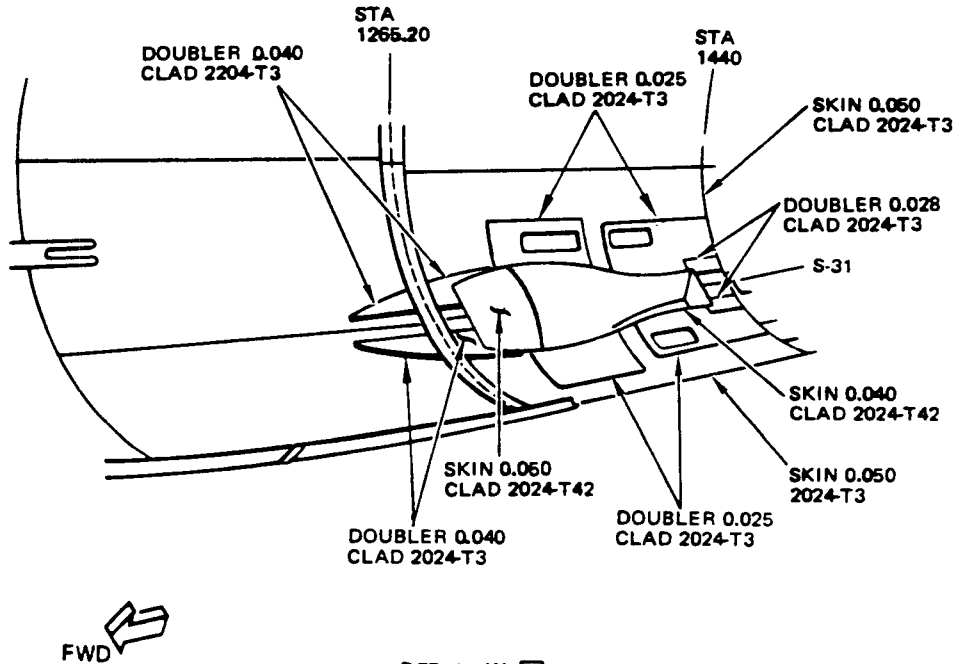 STA
1265.20
STA
1440
DOUBLER 0.040
CLAD 2204-T3
DOUBLER 0.025
CLAD 2024-T3
SKIN 0.050
CLAD 2024-T3
DOUBLER 0.028
CLAD 2024-T3
S-31
SKIN 0.040
CLAD 2024-T42
SKIN 0.050
2024-T3
SKIN 0.050
CLAD 2024-T42
DOUBLER 0.025
CLAD 2024-T3
DOUBLER 0.040
CLAD 2024-T3
FWD